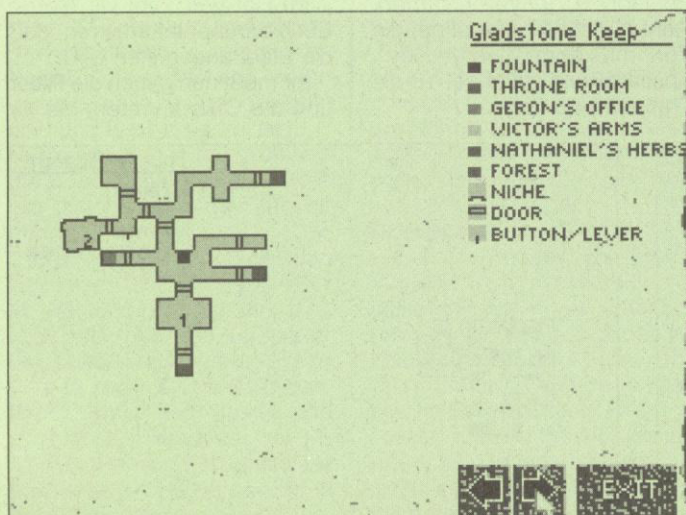 Gladstone Keep
FOUNTAIN
THRONE ROOM
GERON'S OFFICE
VICTOR'S ARMS
NATHANIEL'S HERBS
FOREST
NICHE
DOOR
BUTTON/LEVER
2
1
EXIT